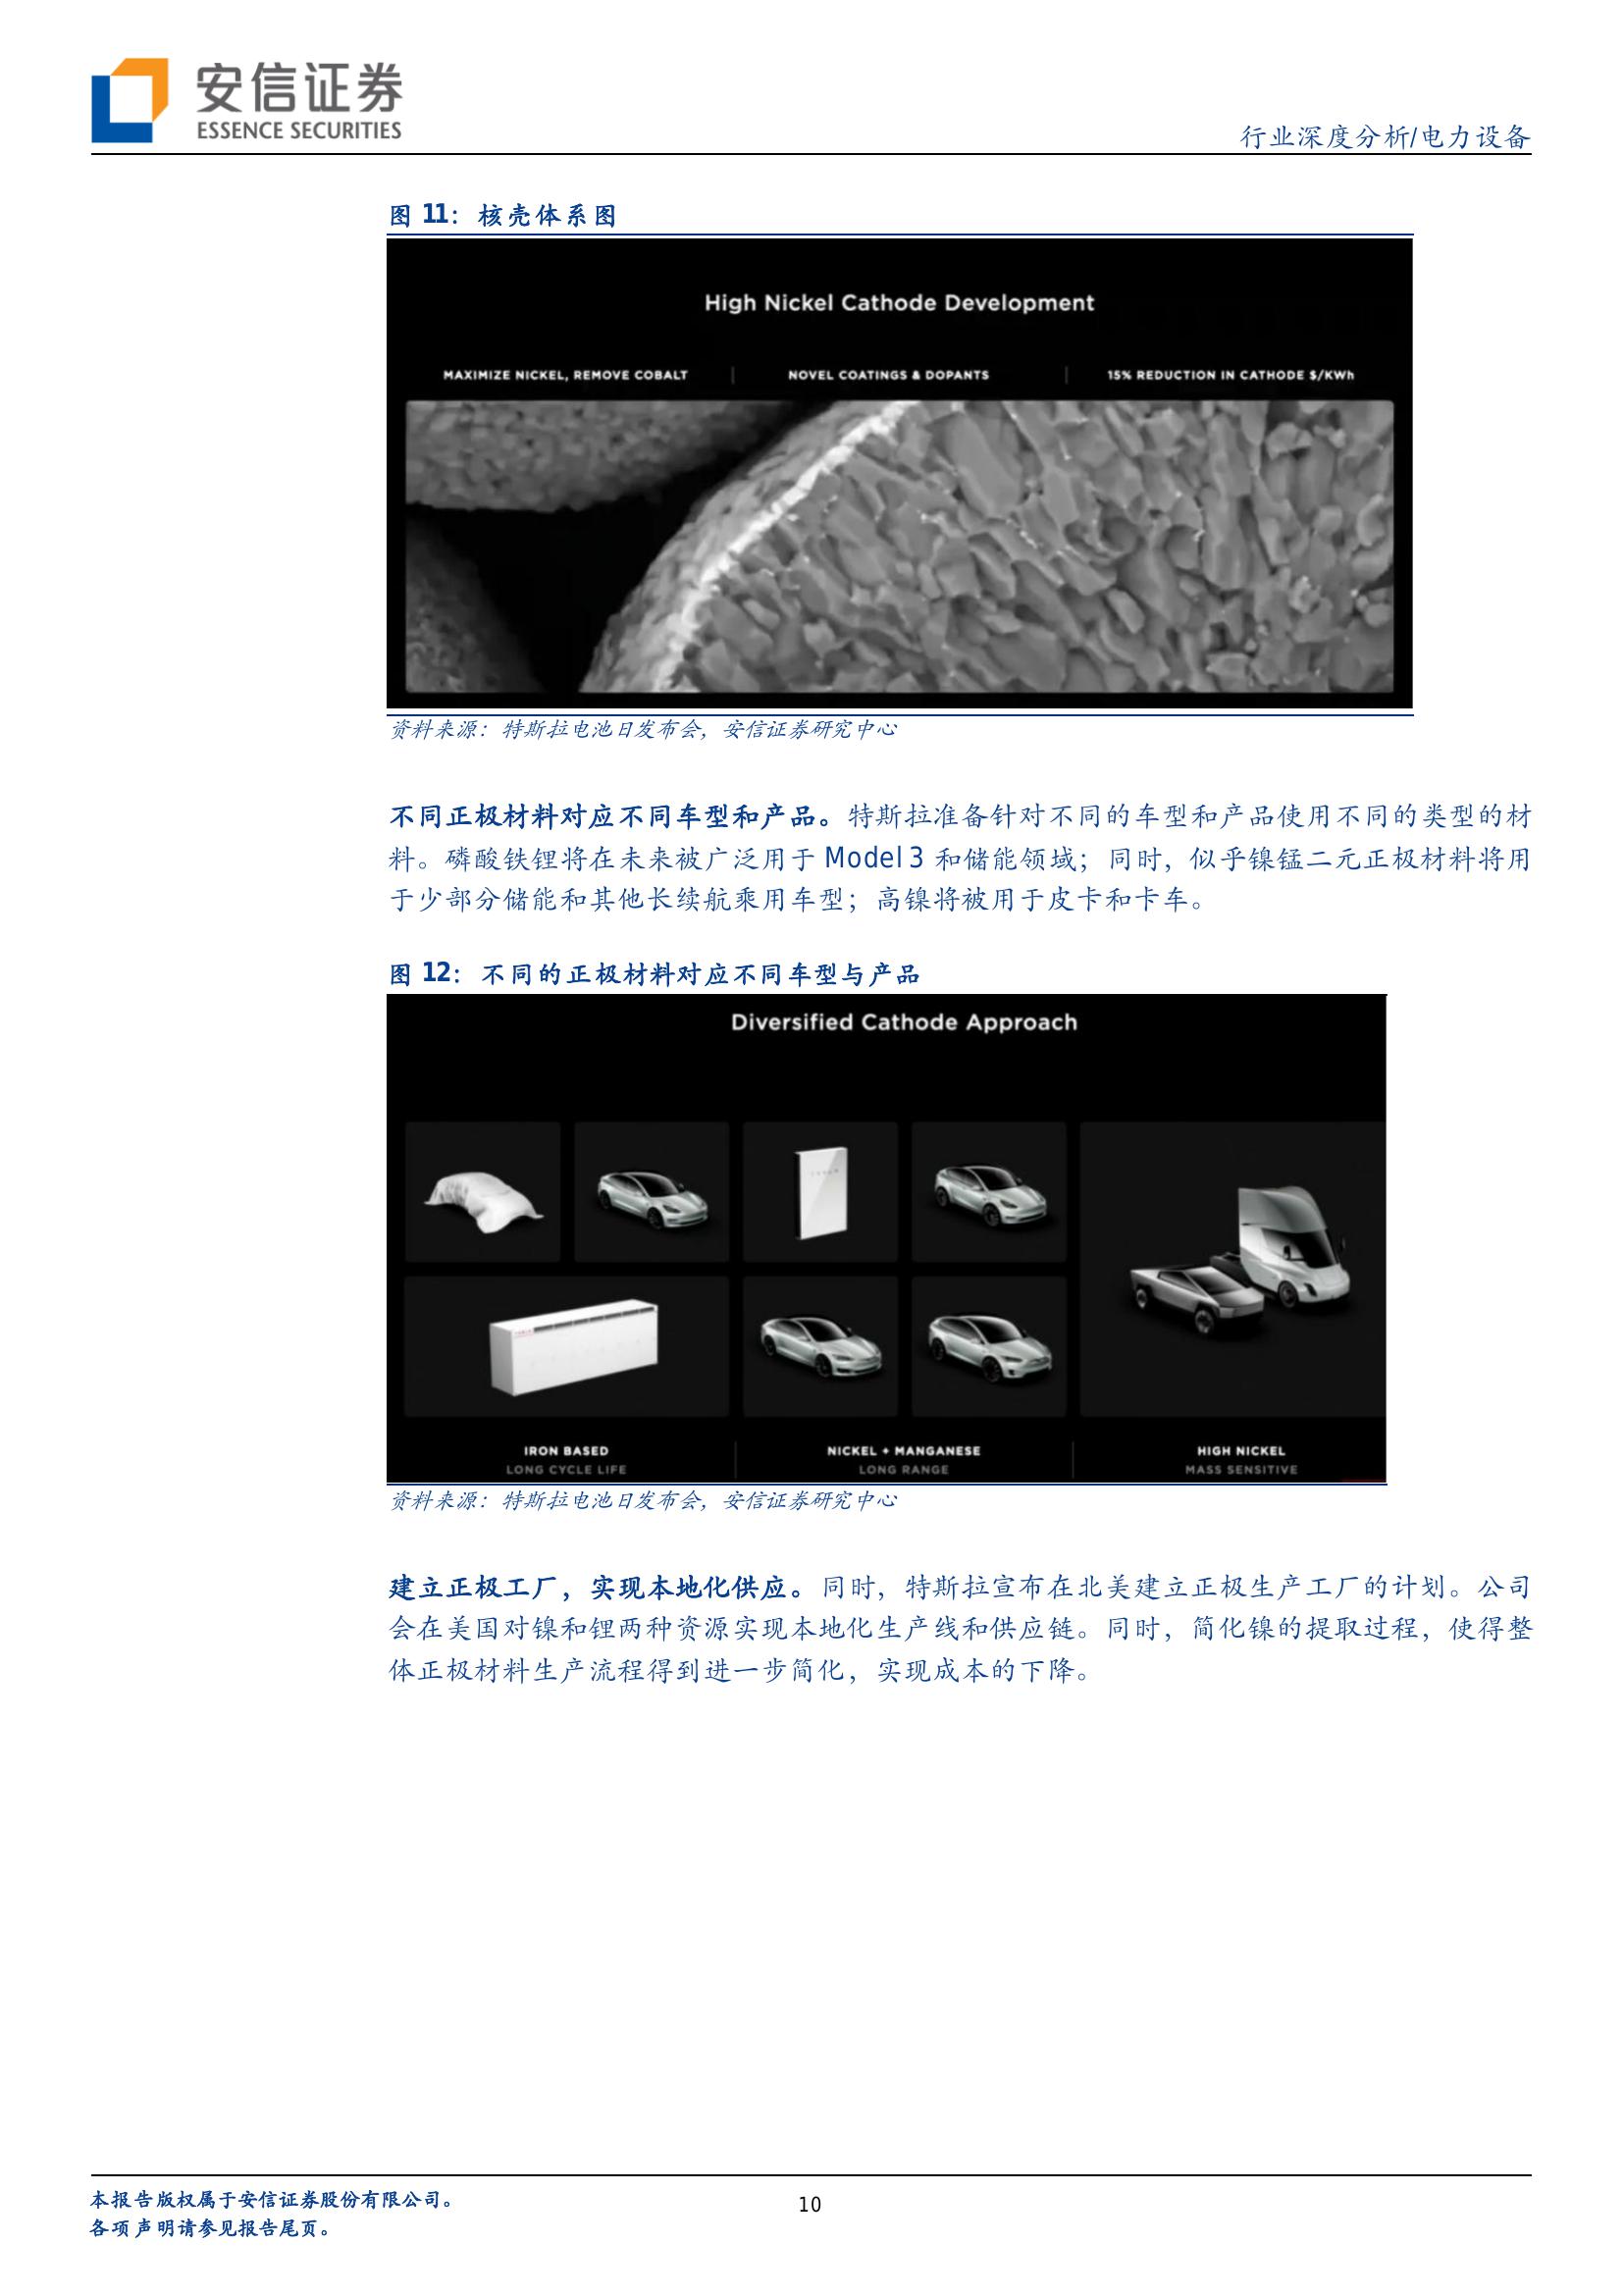 安信证券
ESSENCE SECURITIES
行业深度分析/电力设备
图 11：核壳体系图
High Nickel Cathode Development
MAXIMIZE NICKEL, REMOVE COBALT
NOVEL COATINGS & DOPANTS
15% REDUCTION IN CATHODE $/KWh
资料来源：特斯拉电池日发布会，安信证券研究中心
不同正极材料对应不同车型和产品。特斯拉准备针对不同的车型和产品使用不同的类型的材
料。磷酸铁锂将在未来被广泛用于 Model 3 和储能领域；同时，似乎镍锰二元正极材料将用
于少部分储能和其他长续航乘用车型；高镍将被用于皮卡和卡车。
图 12：不同的正极材料对应不同车型与产品
Diversified Cathode Approach
TESLA
TESLA
IRON BASED
LONG CYCLE LIFE
NICKEL + MANGANESE
LONG RANGE
HIGH NICKEL
MASS SENSITIVE
资料来源：特斯拉电池日发布会，安信证券研究中心
建立正极工厂，实现本地化供应。同时，特斯拉宣布在北美建立正极生产工厂的计划。公司
会在美国对镍和锂两种资源实现本地化生产线和供应链。同时，简化镍的提取过程，使得整
体正极材料生产流程得到进一步简化，实现成本的下降。
本报告版权属于安信证券股份有限公司。
各项声明请参见报告尾页。
10